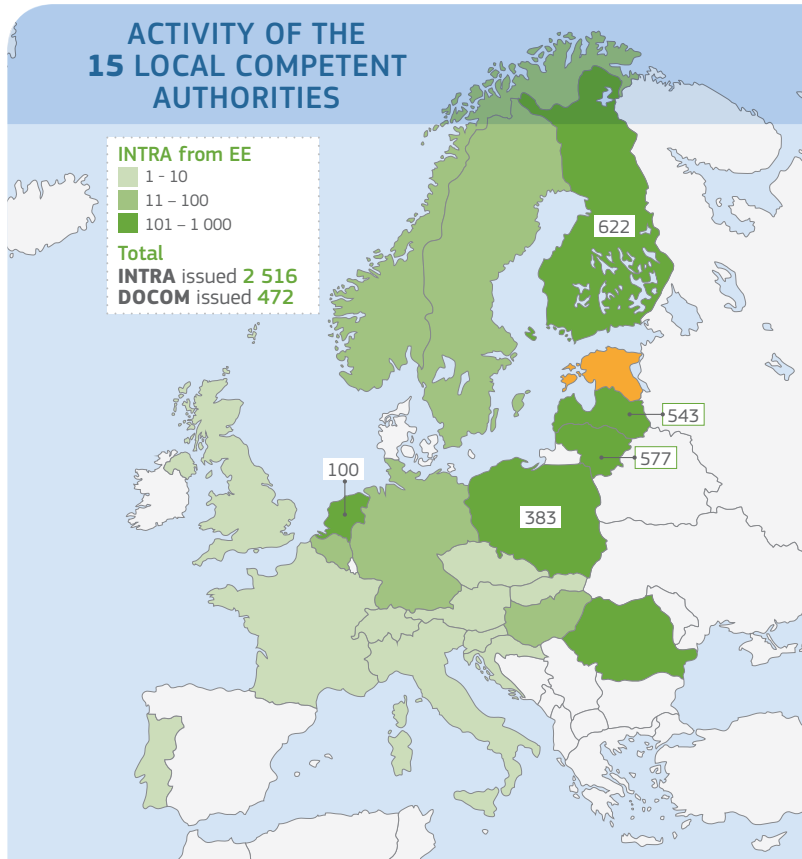 ACTIVITY OF THE
15 LOCAL COMPETENT
AUTHORITIES
INTRA from EE
1 - 10
11 – 100
101 – 1 000
Total
INTRA issued 2 516
DOCOM issued 472
622
543
577
100
383